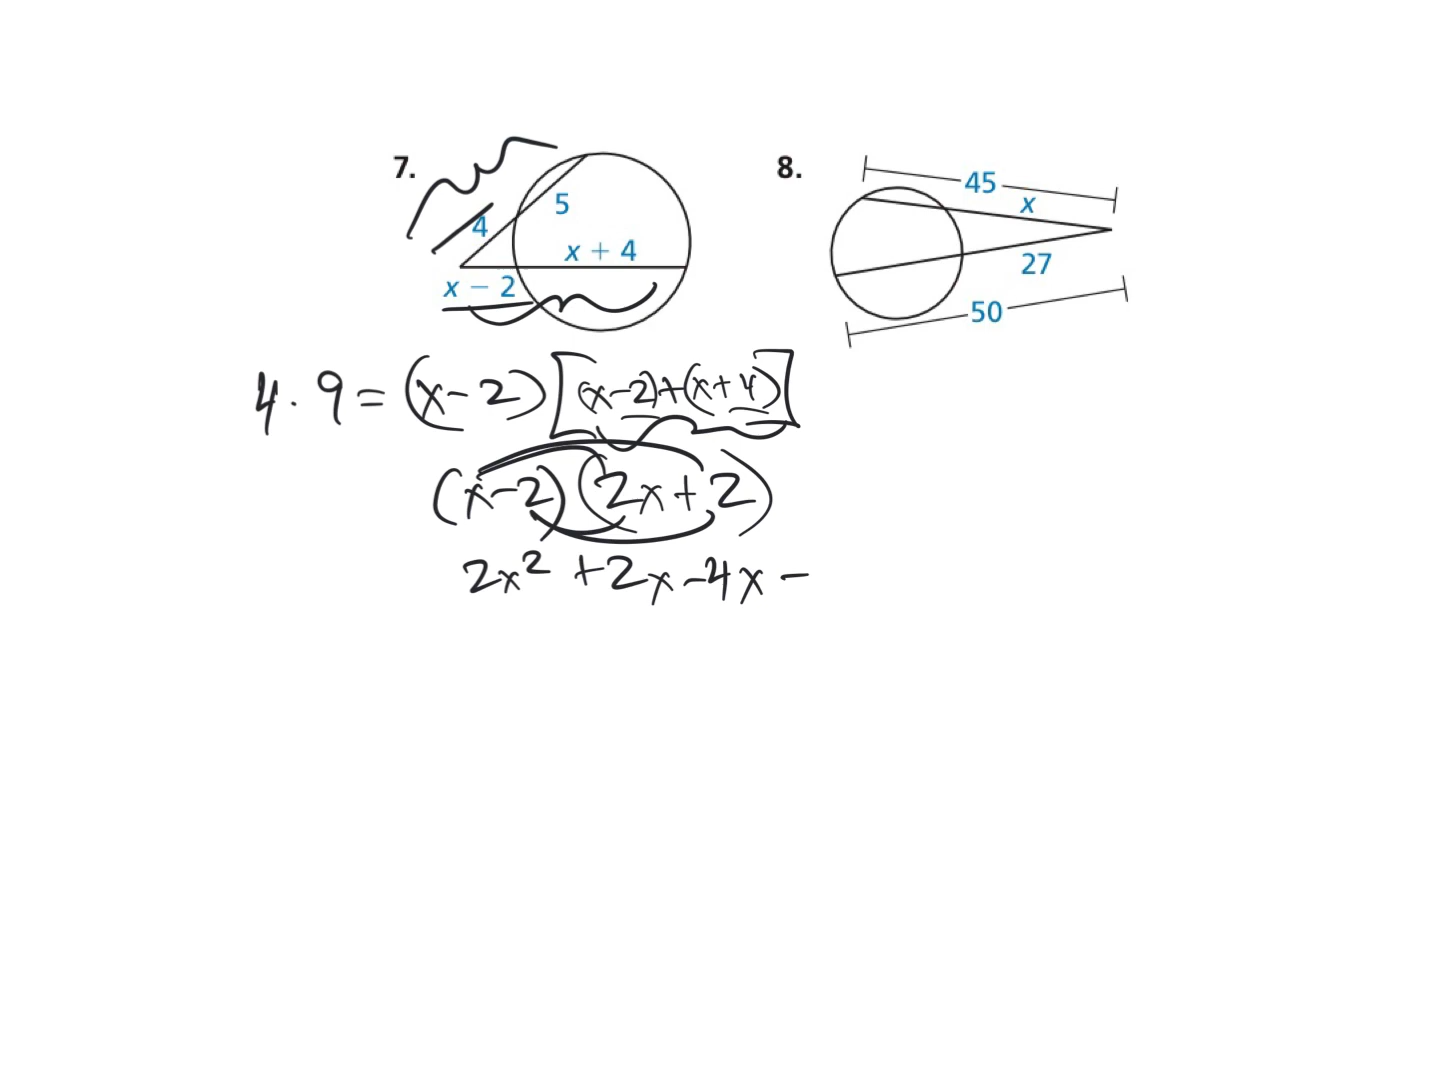 7.
4
5
x + 4
x − 2
8.
45
x
27
50
4 · 9 = (x−2)[(x−2)+(x+4)]
(x−2)(2x+2)
2x² +2x −4x −